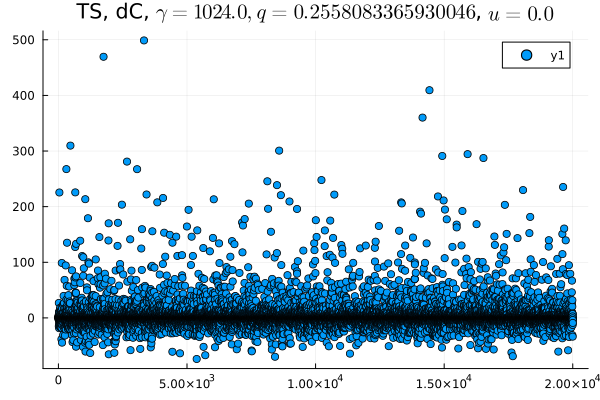 TS, dC, γ = 1024.0, q = 0.2558083365930046, u = 0.0
y1
500
400
300
200
100
0
0 5.00×10³ 1.00×10⁴ 1.50×10⁴ 2.00×10⁴